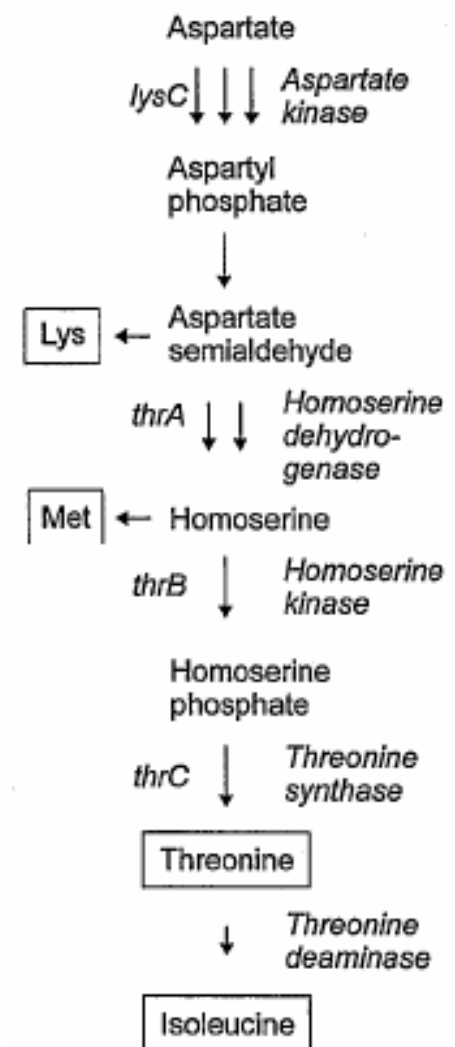 Aspartate
lysC
Aspartate
kinase
Aspartyl
phosphate
Lys
Aspartate
semialdehyde
thrA
Homoserine
dehydro-
genase
Met
Homoserine
thrB
Homoserine
kinase
Homoserine
phosphate
thrC
Threonine
synthase
Threonine
Threonine
deaminase
Isoleucine